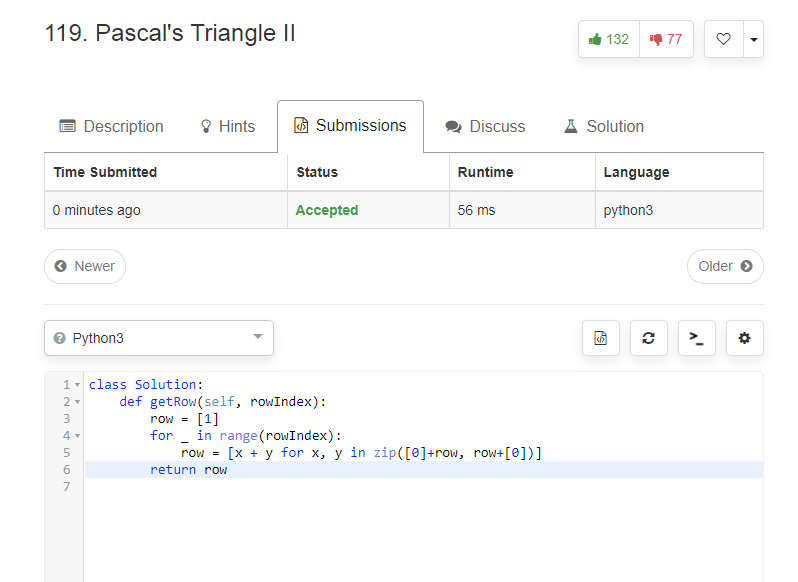 119. Pascal's Triangle II
132
77
Description
Hints
Submissions
Discuss
Solution
Time Submitted Status Runtime Language
0 minutes ago Accepted 56 ms python3
Newer
Older
Python3
1 class Solution:
2     def getRow(self, rowIndex):
3         row = [1]
4         for _ in range(rowIndex):
5             row = [x + y for x, y in zip([0]+row, row+[0])]
6         return row
7